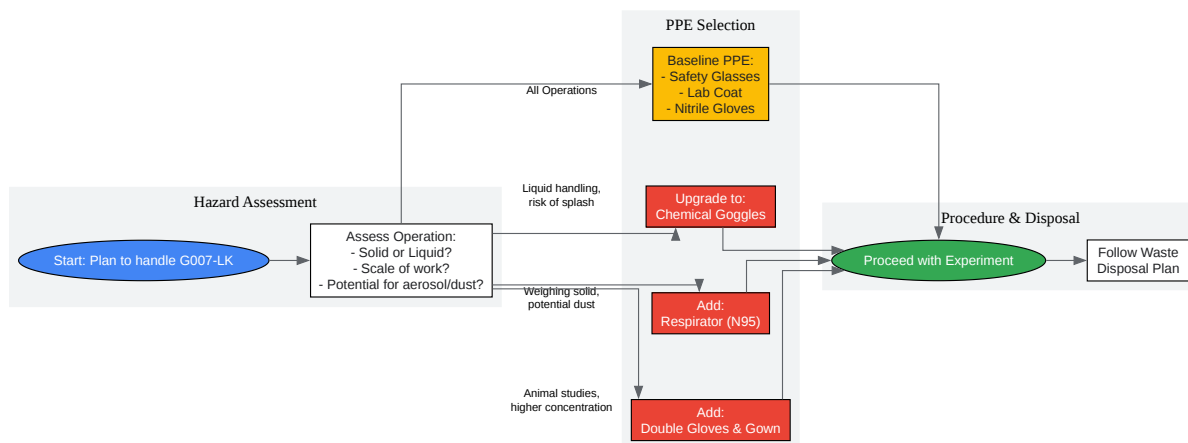 PPE Selection
Baseline PPE:
- Safety Glasses
- Lab Coat
- Nitrile Gloves
All Operations
Liquid handling,
risk of splash
Upgrade to:
Chemical Goggles
Hazard Assessment
Start: Plan to handle G007-LK
Assess Operation:
- Solid or Liquid?
- Scale of work?
- Potential for aerosol/dust?
Procedure & Disposal
Proceed with Experiment
Follow Waste
Disposal Plan
Weighing solid,
potential dust
Add:
Respirator (N95)
Animal studies,
higher concentration
Add:
Double Gloves & Gown